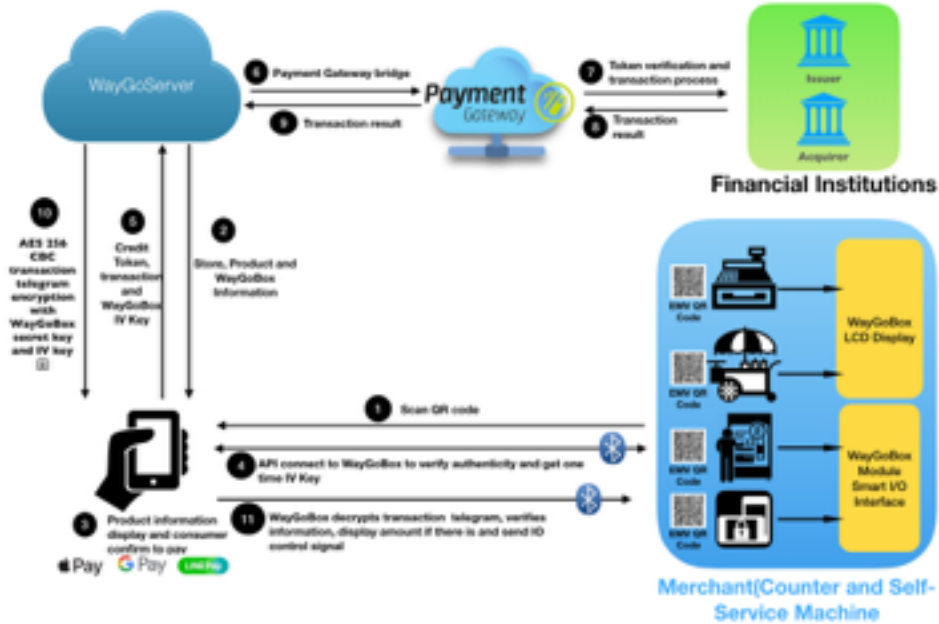 WayGoServer
6 Payment Gateway bridge
9 Transaction result
Payment
Gateway
7 Token verification and
transaction process
8 Transaction
result
Issuer
Acquirer
Financial Institutions
10
AES 256
CBC
transaction
telegram
encryption
with
WayGoBox
secret key
and IV key
5
Credit
Token,
transaction
and
WayGoBox
IV Key
2
Store, Product and
WayGoBox
Information
1 Scan QR code
4 API connect to WayGoBox to verify authenticity and get one
time IV Key
11 WayGoBox decrypts transaction telegram, verifies
information, display amount if there is and send IO
control signal
3 Product information
display and consumer
confirm to pay
Pay
G Pay
LINE Pay
EMV QR
Code
EMV QR
Code
EMV QR
Code
EMV QR
Code
WayGoBox
LCD Display
WayGoBox
Module
Smart I/O
Interface
Merchant(Counter and Self-
Service Machine